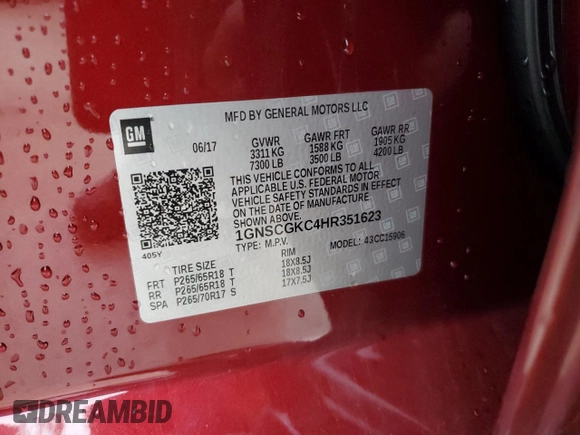 MFD BY GENERAL MOTORS LLC
GM
06/17
GVWR GAWR FRT GAWR RR
3311 KG 1588 KG 1905 KG
7300 LB 3500 LB 4200 LB
THIS VEHICLE CONFORMS TO ALL
APPLICABLE U.S. FEDERAL MOTOR
VEHICLE SAFETY STANDARDS IN EFFECT
ON THE DATE OF MANUFACTURE
SHOWN ABOVE.
1GNSCGKC4HR351623
TYPE: M.P.V. MODEL: 43CC15906
405Y
TIRE SIZE RIM
FRT P265/65R18 T 18X8.5J
RR P265/65R18 T 18X8.5J
SPA P265/70R17 S 17X7.5J
DREAMBID
www.dreambid.com